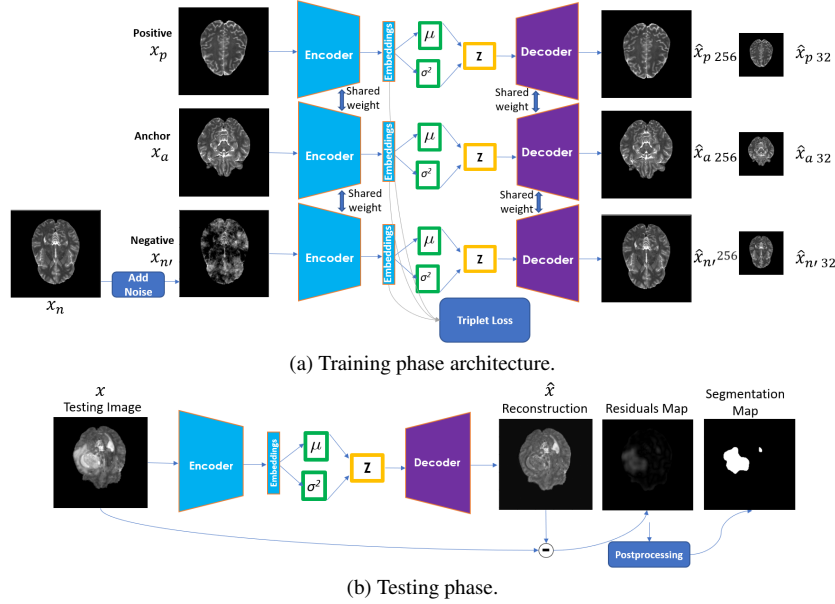 Positive
x_p
Encoder
Embeddings
μ
σ²
Z
Decoder
x̂_p 256
x̂_p 32
Shared
weight
Shared
weight
Anchor
x_a
Encoder
Embeddings
μ
σ²
Z
Decoder
x̂_a 256
x̂_a 32
Shared
weight
Shared
weight
Negative
x_n′
Encoder
Embeddings
μ
σ²
Z
Decoder
x̂_n′ 256
x̂_n′ 32
x_n
Add
Noise
Triplet Loss
(a) Training phase architecture.
x
Testing Image
Encoder
Embeddings
μ
σ²
Z
Decoder
x̂
Reconstruction
Residuals Map
Segmentation
Map
−
Postprocessing
(b) Testing phase.